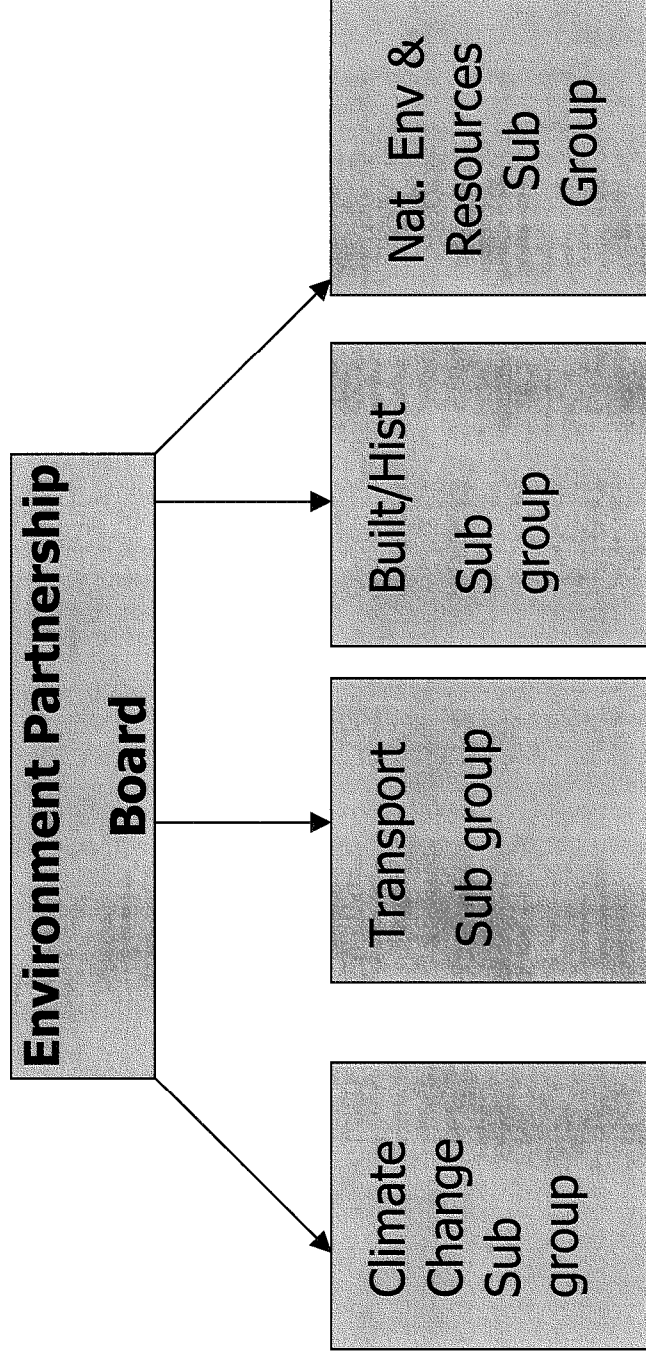 Environment Partnership
Board
Climate
Change
Sub
group
Transport
Sub group
Built/Hist
Sub
group
Nat. Env &
Resources
Sub
Group